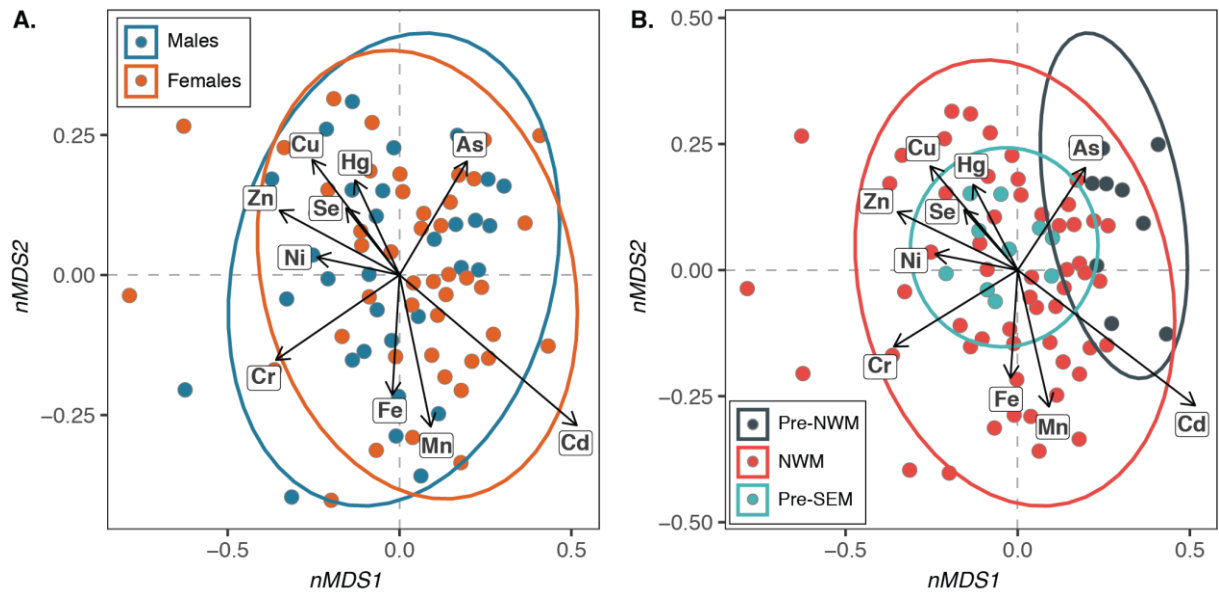 A.
Males
Females
Cu
Hg
As
Zn
Se
Ni
Cr
Fe
Mn
Cd
0.25
0.00
−0.25
nMDS2
−0.5
0.0
0.5
nMDS1
B.
0.50
0.25
0.00
−0.25
−0.50
nMDS2
Cu
Hg
As
Zn
Se
Ni
Cr
Fe
Mn
Cd
Pre-NWM
NWM
Pre-SEM
−0.5
0.0
0.5
nMDS1